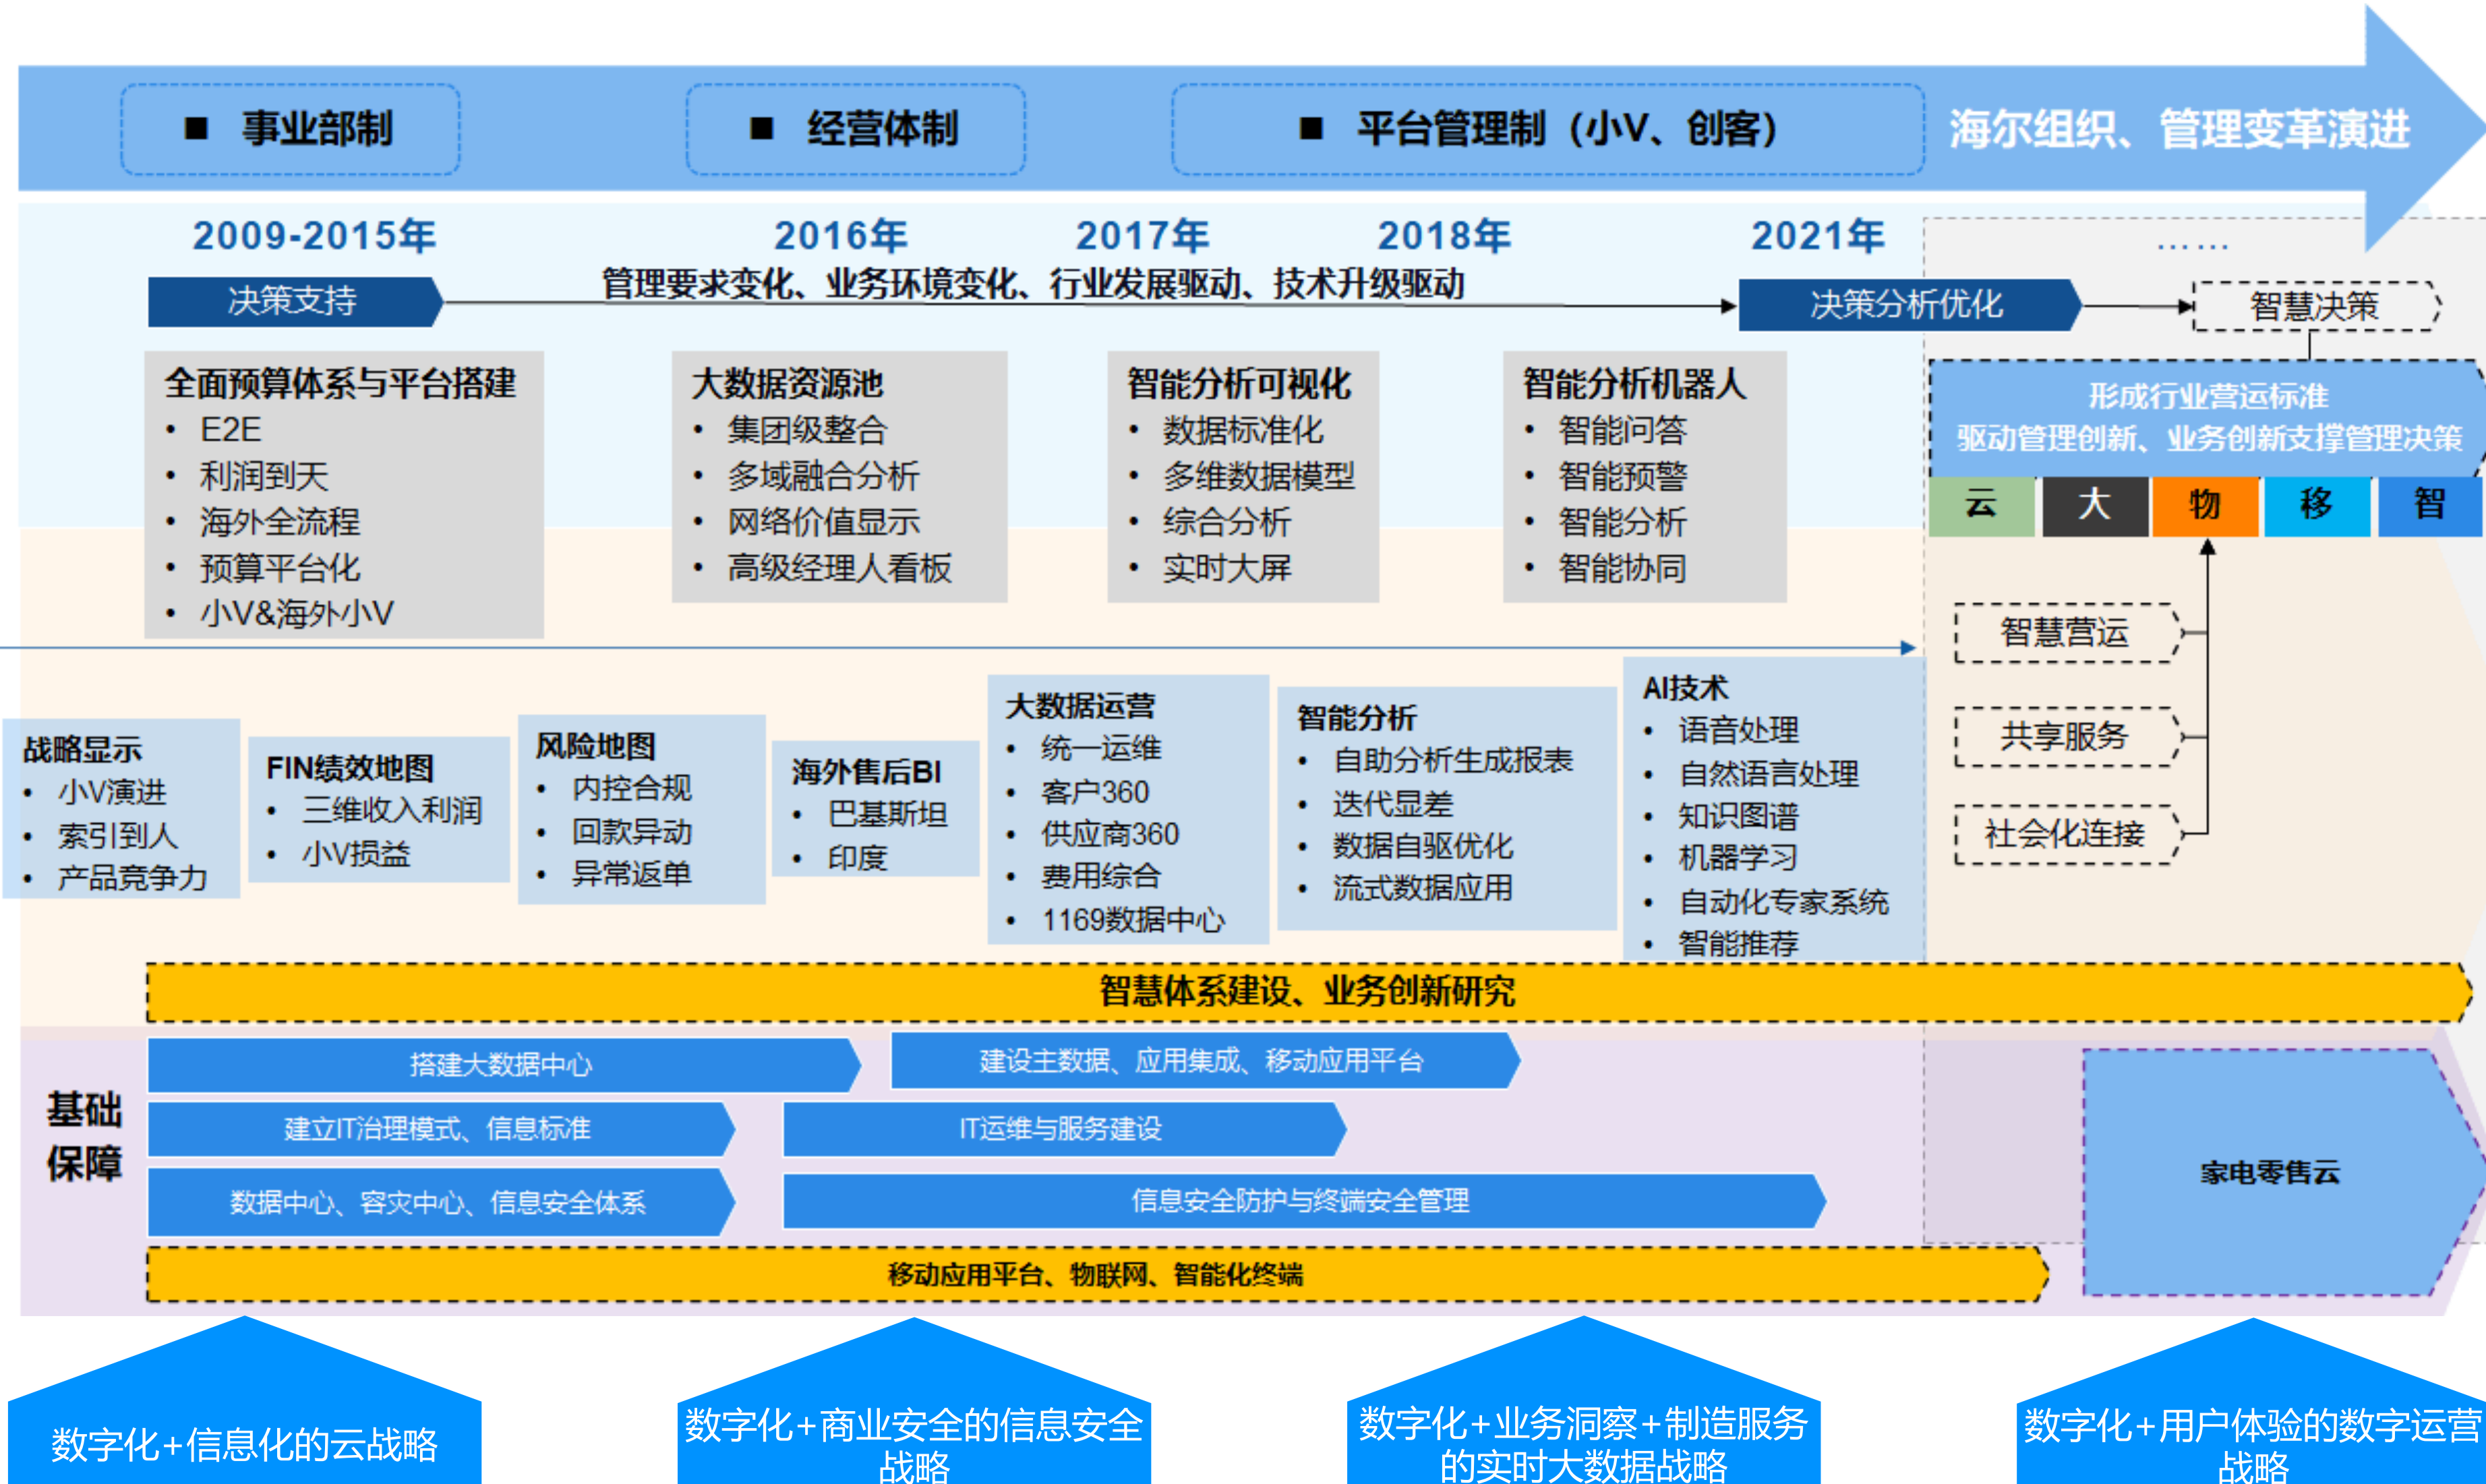 ■ 事业部制
■ 经营体制
■ 平台管理制（小V、创客）
海尔组织、管理变革演进
2009-2015年
2016年
2017年
2018年
2021年
……
决策支持
管理要求变化、业务环境变化、行业发展驱动、技术升级驱动
决策分析优化
智慧决策
全面预算体系与平台搭建
• E2E
• 利润到天
• 海外全流程
• 预算平台化
• 小V&海外小V
大数据资源池
• 集团级整合
• 多域融合分析
• 网络价值显示
• 高级经理人看板
智能分析可视化
• 数据标准化
• 多维数据模型
• 综合分析
• 实时大屏
智能分析机器人
• 智能问答
• 智能预警
• 智能分析
• 智能协同
形成行业营运标准
驱动管理创新、业务创新支撑管理决策
云
大
物
移
智
智慧营运
共享服务
社会化连接
战略显示
• 小V演进
• 索引到人
• 产品竞争力
FIN绩效地图
• 三维收入利润
• 小V损益
风险地图
• 内控合规
• 回款异动
• 异常返单
海外售后BI
• 巴基斯坦
• 印度
大数据运营
• 统一运维
• 客户360
• 供应商360
• 费用综合
• 1169数据中心
智能分析
• 自助分析生成报表
• 迭代显差
• 数据自驱优化
• 流式数据应用
AI技术
• 语音处理
• 自然语言处理
• 知识图谱
• 机器学习
• 自动化专家系统
• 智能推荐
智慧体系建设、业务创新研究
基础
保障
搭建大数据中心
建设主数据、应用集成、移动应用平台
建立IT治理模式、信息标准
IT运维与服务建设
数据中心、容灾中心、信息安全体系
信息安全防护与终端安全管理
移动应用平台、物联网、智能化终端
家电零售云
数字化+信息化的云战略
数字化+商业安全的信息安全
战略
数字化+业务洞察+制造服务
的实时大数据战略
数字化+用户体验的数字运营
战略